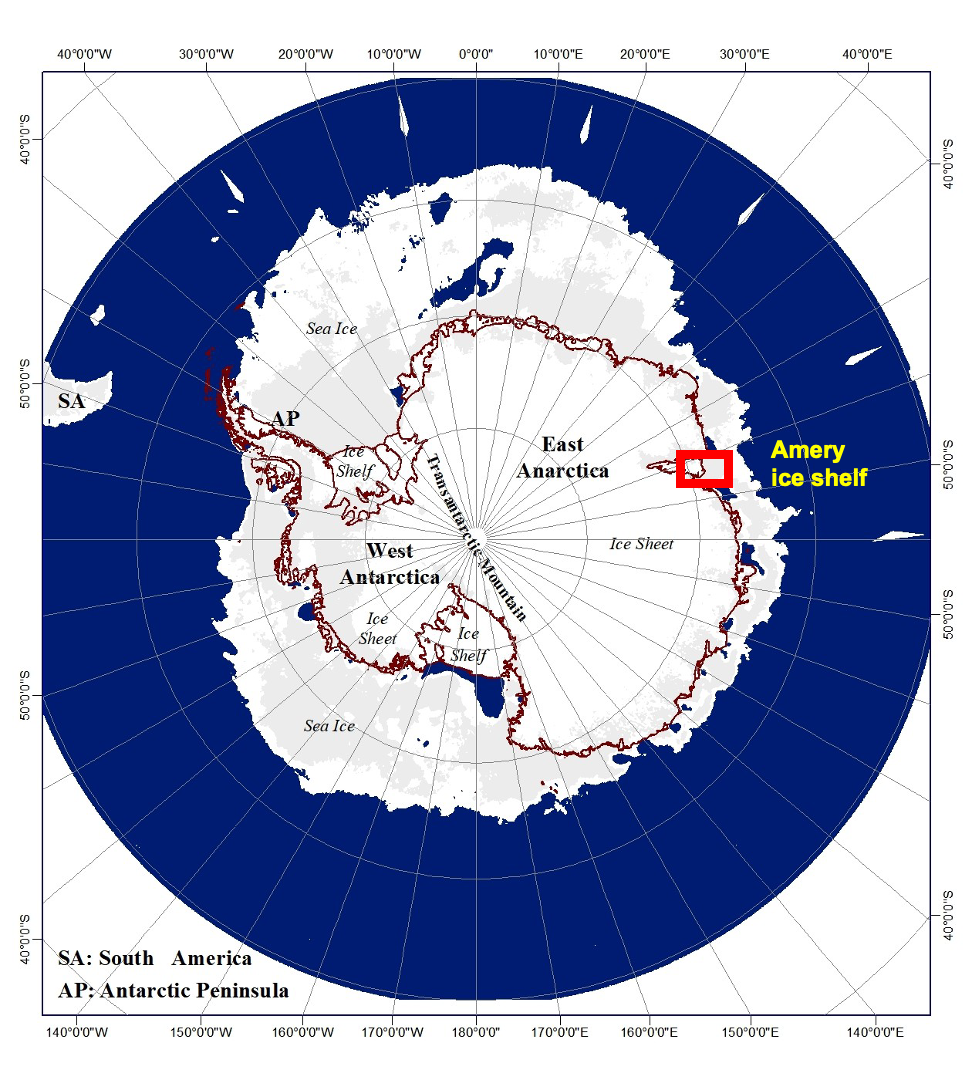 40°0'0"W 30°0'0"W 20°0'0"W 10°0'0"W 0°0'0" 10°0'0"E 20°0'0"E 30°0'0"E 40°0'0"E
40°0'0"S
40°0'0"S
Sea Ice
50°0'0"S
SA
AP
Ice
Shelf
Transantarctic Mountain
East
Anarctica
Amery
ice shelf
50°0'0"S
Ice Sheet
West
Antarctica
50°0'0"S
Ice
Sheet
Ice
Shelf
50°0'0"S
Sea Ice
40°0'0"S
40°0'0"S
SA: South America
AP: Antarctic Peninsula
140°0'0"W 150°0'0"W 160°0'0"W 170°0'0"W 180°0'0" 170°0'0"E 160°0'0"E 150°0'0"E 140°0'0"E